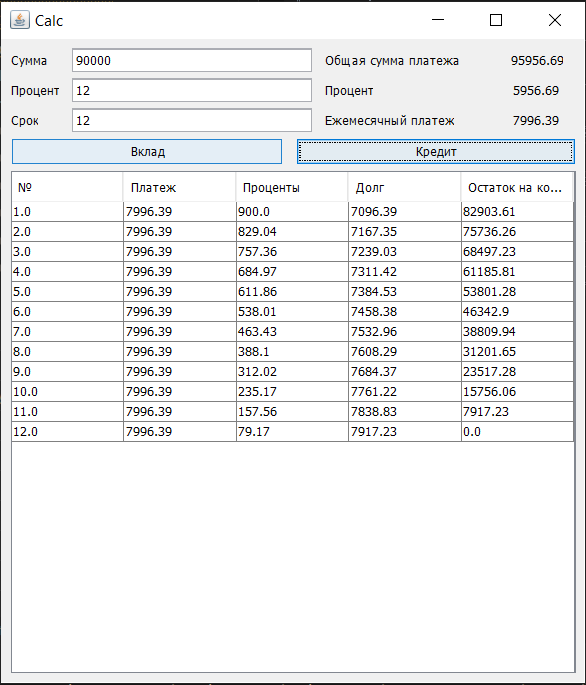 Calc
Сумма 90000 Общая сумма платежа 95956.69
Процент 12 Процент 5956.69
Срок 12 Ежемесячный платеж 7996.39
Вклад Кредит
№ Платеж Проценты Долг Остаток на ко...
1.0 7996.39 900.0 7096.39 82903.61
2.0 7996.39 829.04 7167.35 75736.26
3.0 7996.39 757.36 7239.03 68497.23
4.0 7996.39 684.97 7311.42 61185.81
5.0 7996.39 611.86 7384.53 53801.28
6.0 7996.39 538.01 7458.38 46342.9
7.0 7996.39 463.43 7532.96 38809.94
8.0 7996.39 388.1 7608.29 31201.65
9.0 7996.39 312.02 7684.37 23517.28
10.0 7996.39 235.17 7761.22 15756.06
11.0 7996.39 157.56 7838.83 7917.23
12.0 7996.39 79.17 7917.23 0.0